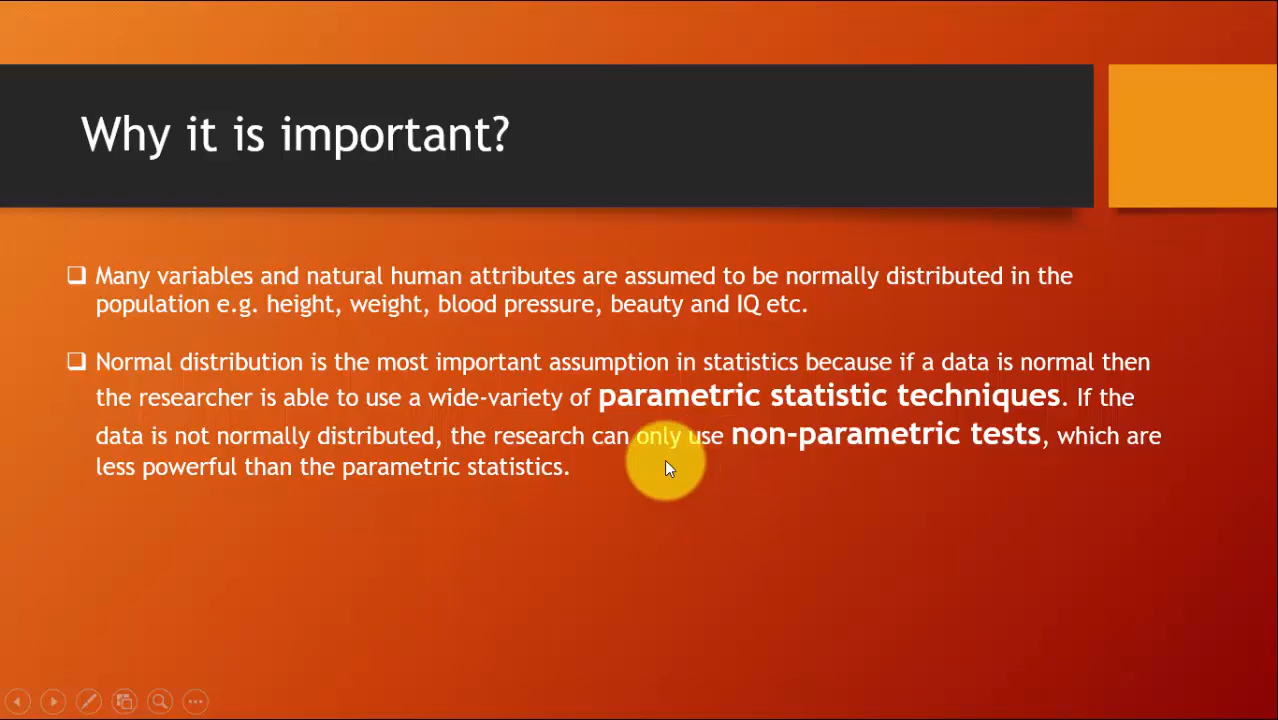 Why it is important?
Many variables and natural human attributes are assumed to be normally distributed in the
population e.g. height, weight, blood pressure, beauty and IQ etc.
Normal distribution is the most important assumption in statistics because if a data is normal then
the researcher is able to use a wide-variety of parametric statistic techniques. If the
data is not normally distributed, the research can only use non-parametric tests, which are
less powerful than the parametric statistics.